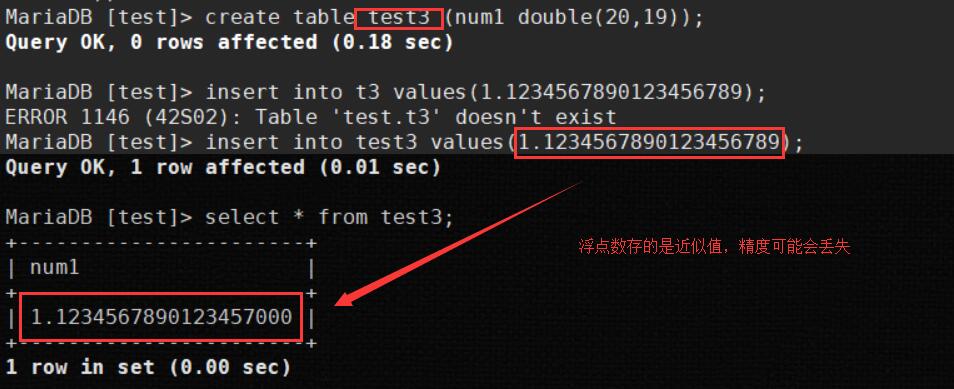 MariaDB [test]> create table test3 (num1 double(20,19));
Query OK, 0 rows affected (0.18 sec)
MariaDB [test]> insert into t3 values(1.1234567890123456789);
ERROR 1146 (42S02): Table 'test.t3' doesn't exist
MariaDB [test]> insert into test3 values(1.1234567890123456789);
Query OK, 1 row affected (0.01 sec)
MariaDB [test]> select * from test3;
+-----------------------+
| num1                  |
+-----------------------+
| 1.1234567890123457000 |
+-----------------------+
1 row in set (0.00 sec)
浮点数存的是近似值，精度可能会丢失